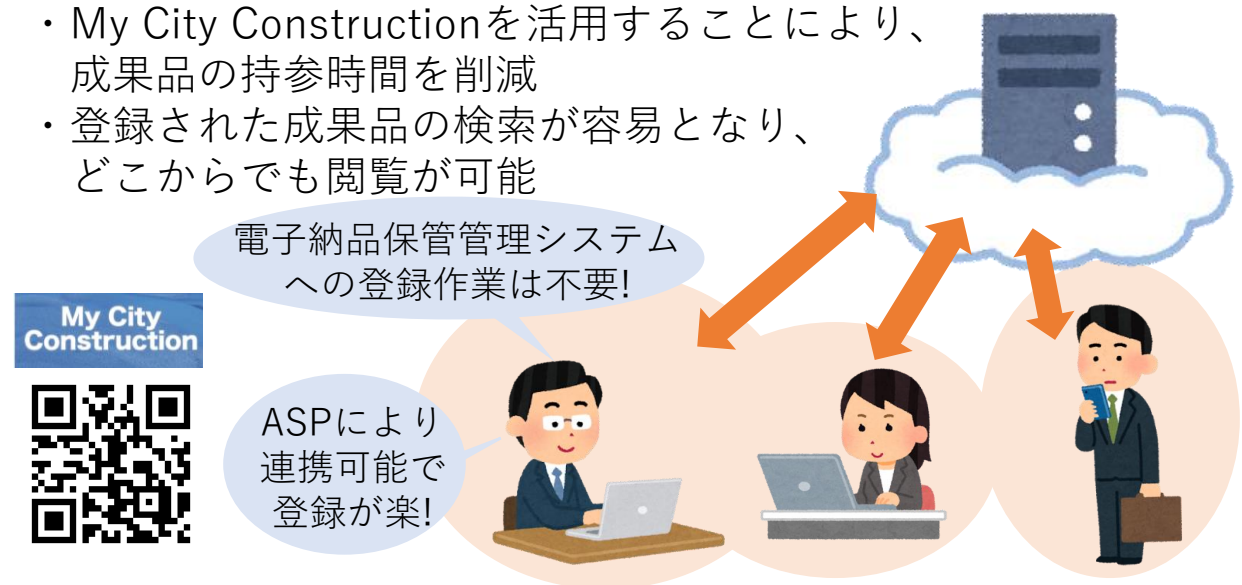 ・My City Constructionを活用することにより、
成果品の持参時間を削減
・登録された成果品の検索が容易となり、
どこからでも閲覧が可能
電子納品保管管理システム
への登録作業は不要!
My City
Construction
ASPにより
連携可能で
登録が楽!